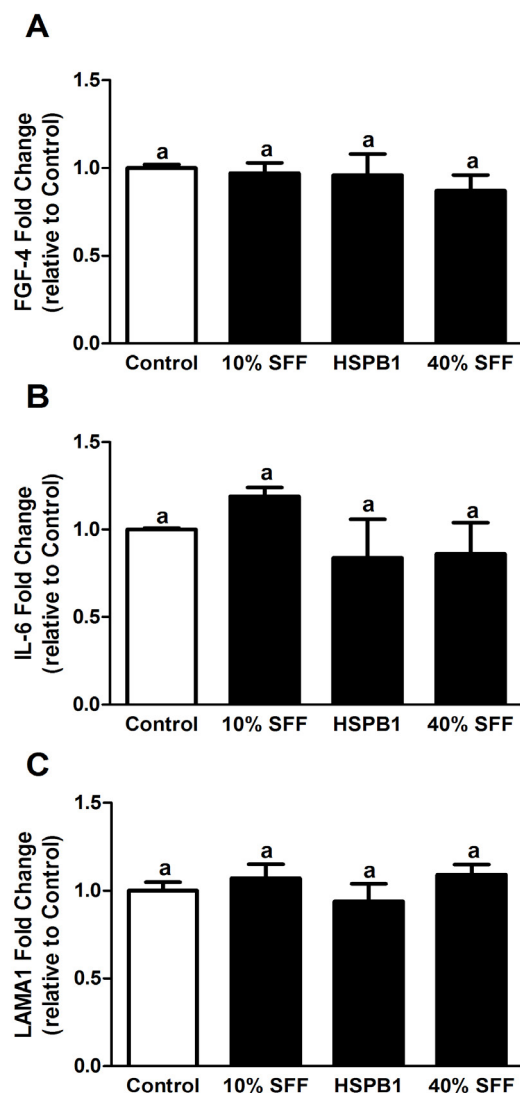 A
FGF-4 Fold Change
(relative to Control)
1.5
1.0
0.5
0.0
a
a
a
a
Control
10% SFF
HSPB1
40% SFF
B
IL-6 Fold Change
(relative to Control)
1.5
1.0
0.5
0.0
a
a
a
a
Control
10% SFF
HSPB1
40% SFF
C
LAMA1 Fold Change
(relative to Control)
1.5
1.0
0.5
0.0
a
a
a
a
Control
10% SFF
HSPB1
40% SFF